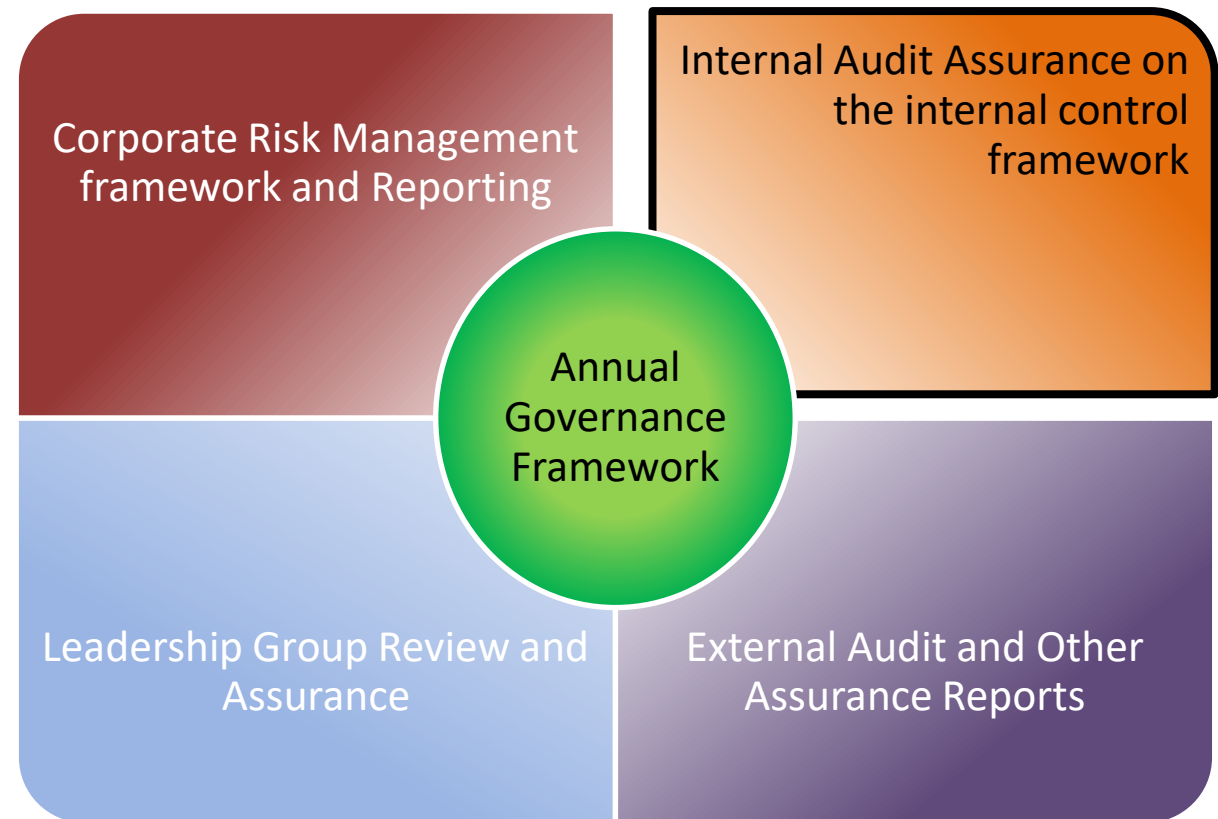 Corporate Risk Management
framework and Reporting
Internal Audit Assurance on
the internal control
framework
Annual
Governance
Framework
Leadership Group Review and
Assurance
External Audit and Other
Assurance Reports